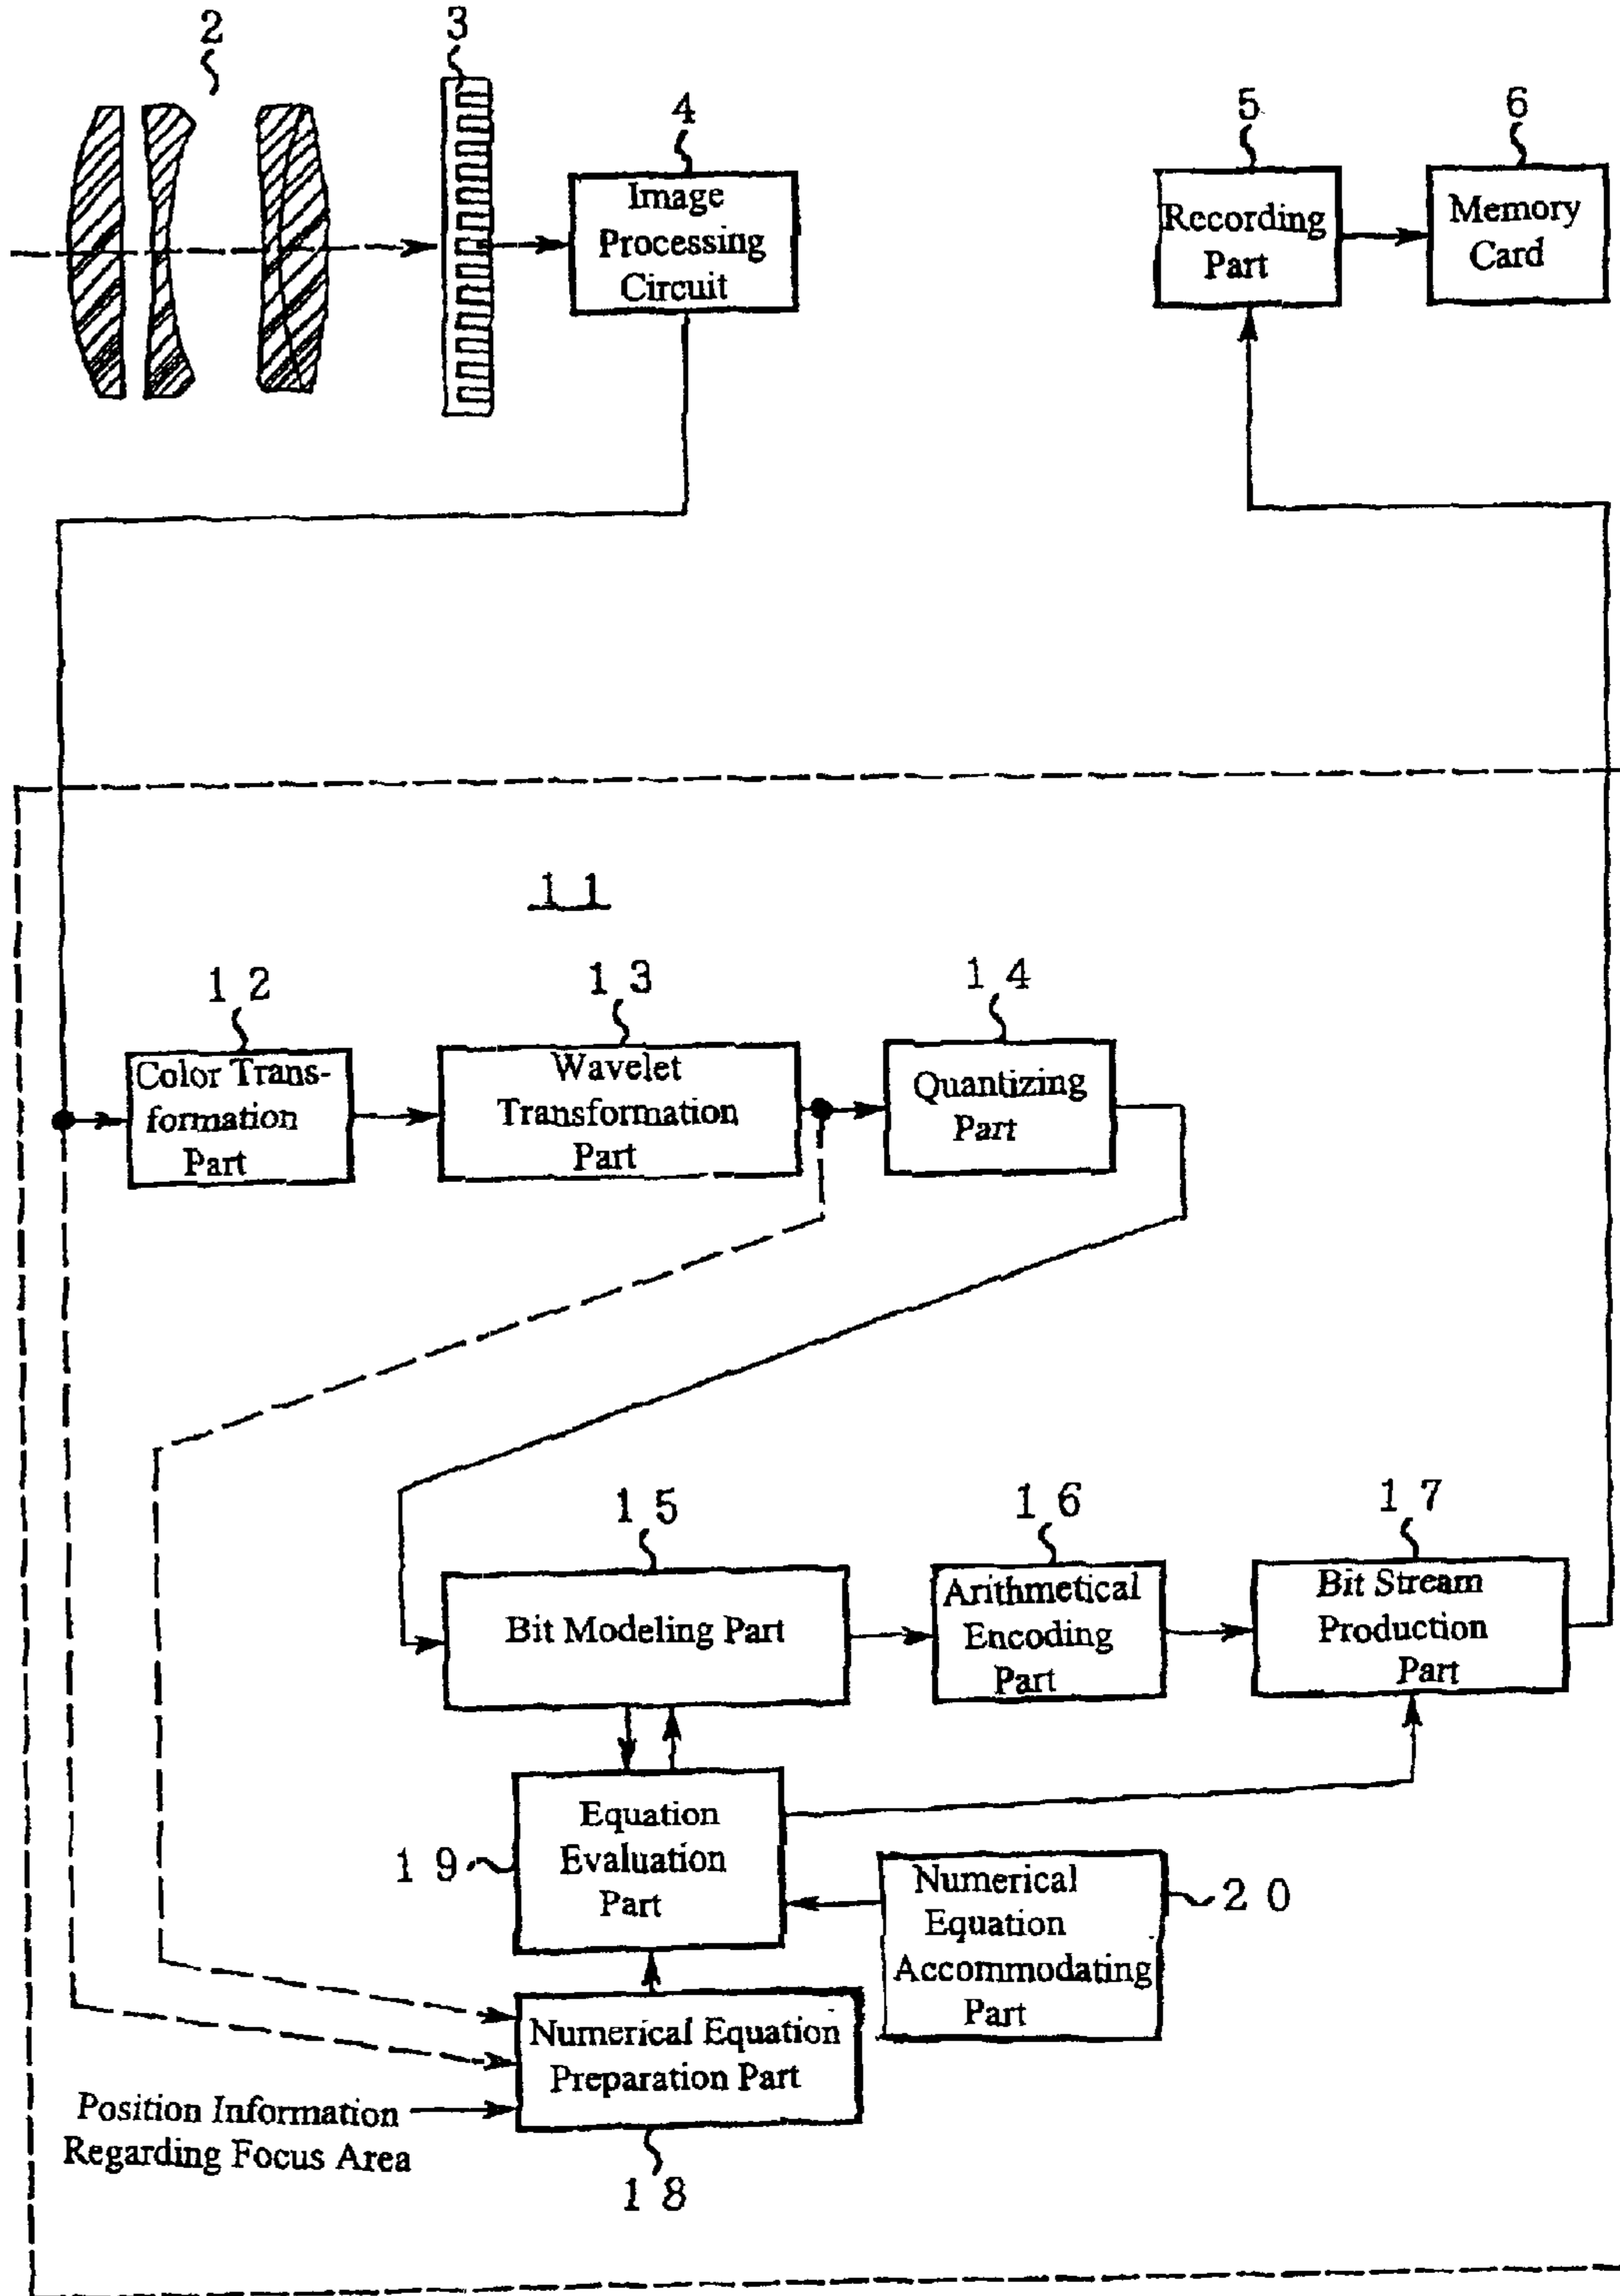 2
3
4
5
6
Image
Processing
Circuit
Recording
Part
Memory
Card
11
12
13
14
Color Trans-
formation
Part
Wavelet
Transformation
Part
Quantizing
Part
15
16
17
Bit Modeling Part
Arithmetical
Encoding
Part
Bit Stream
Production
Part
19
Equation
Evaluation
Part
Numerical
Equation
Accommodating
Part
20
Numerical Equation
Preparation Part
Position Information
Regarding Focus Area
18